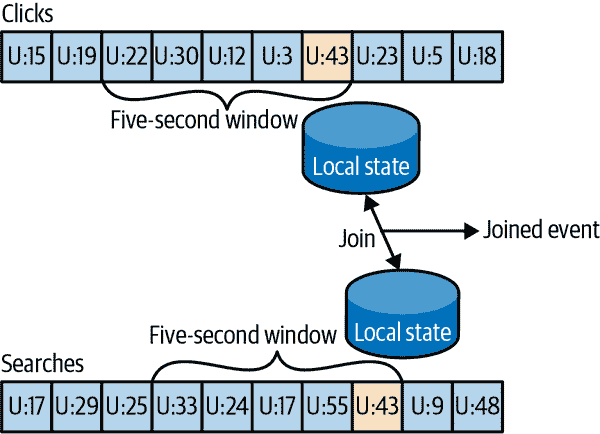 Clicks
U:15 U:19 U:22 U:30 U:12 U:3 U:43 U:23 U:5 U:18
Five-second window
Local state
Join
Joined event
Local state
Five-second window
Searches
U:17 U:29 U:25 U:33 U:24 U:17 U:55 U:43 U:9 U:48